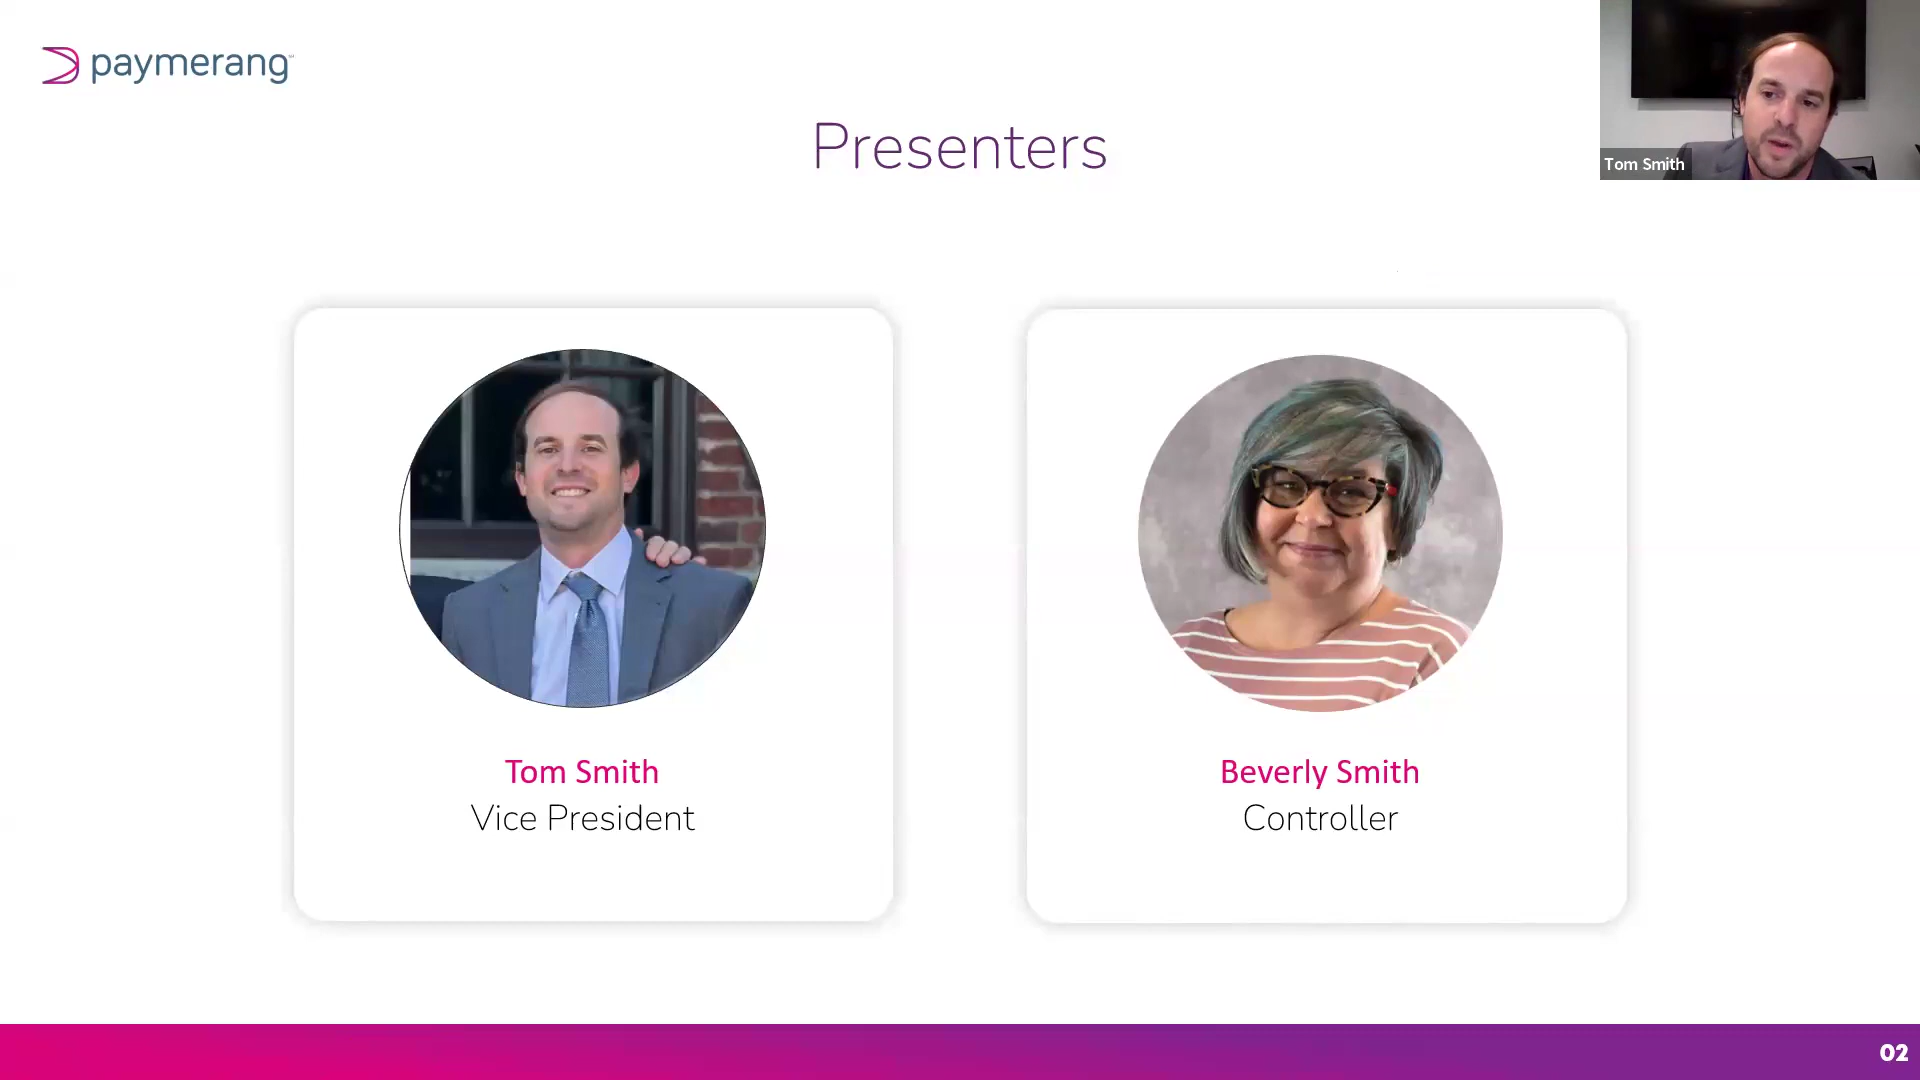 paymerang
Presenters
Tom Smith
Tom Smith
Vice President
Beverly Smith
Controller
02